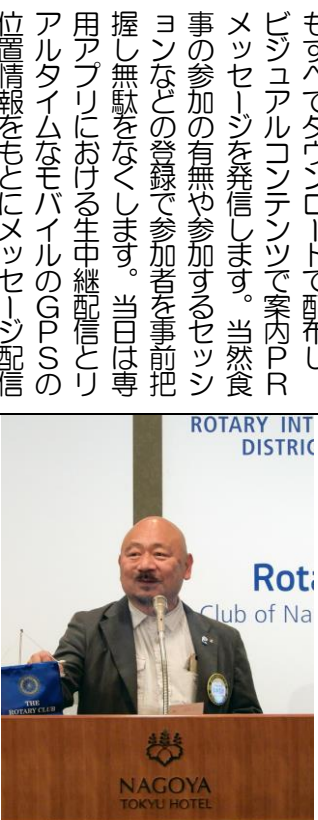 もすべてダウンロードで配布し
ビジュアルコンテンツで案内PR
メッセージを発信します。当然食
事の参加の有無や参加するセッシ
ョンなどの登録で参加者を事前把
握し無駄をなくします。当日は専
用アプリにおける生中継配信とリ
アルタイムなモバイルのGPSの
位置情報をもとにメッセージ配信
ROTARY INT
DISTRIC
Rota
Club of Na
THE
ROTARY CLUB
NAGOYA
TOKYU HOTEL